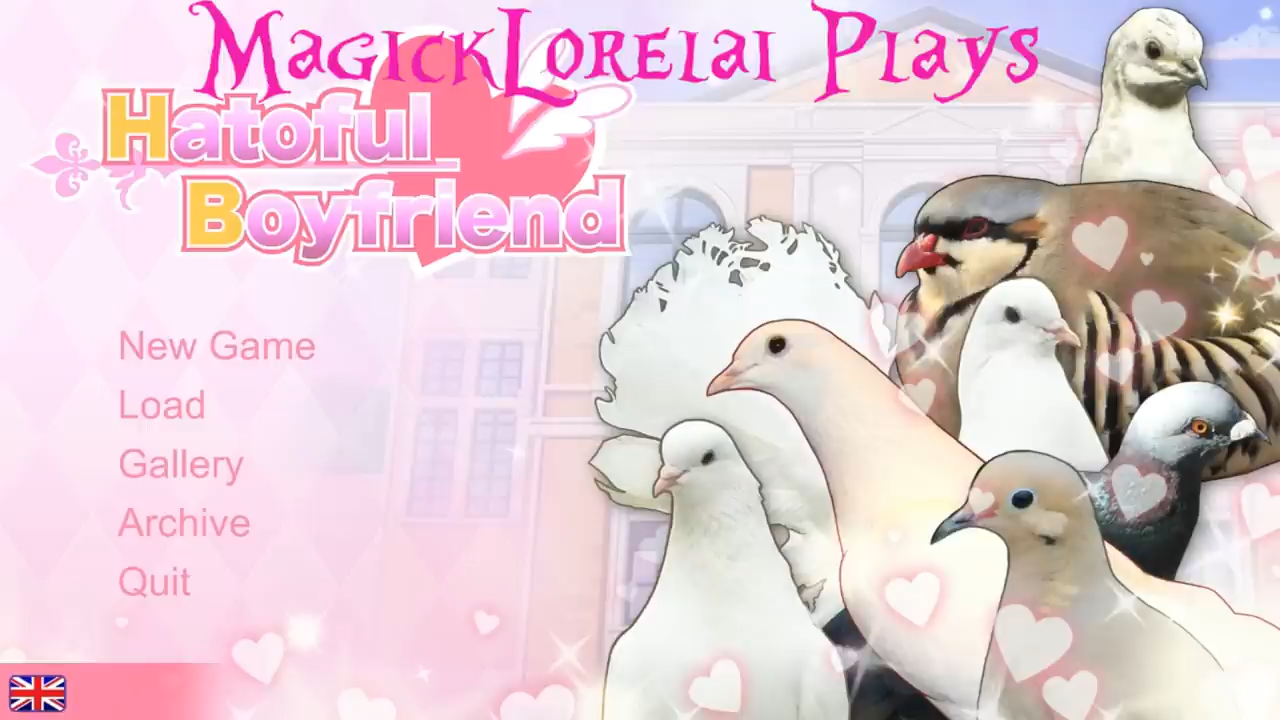 MagickLorelai Plays
Hatoful
Boyfriend
New Game
Load
Gallery
Archive
Quit